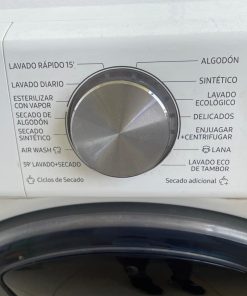 LAVADO RÁPIDO 15'
LAVADO DIARIO
ESTERILIZAR
CON VAPOR
SECADO DE
ALGODÓN
SECADO
SINTÉTICO
AIR WASH
59' LAVADO+SECADO
Ciclos de Secado
ALGODÓN
SINTÉTICO
LAVADO
ECOLÓGICO
DELICADOS
ENJUAGAR
+CENTRIFUGAR
LANA
LAVADO ECO
DE TAMBOR
Secado adicional